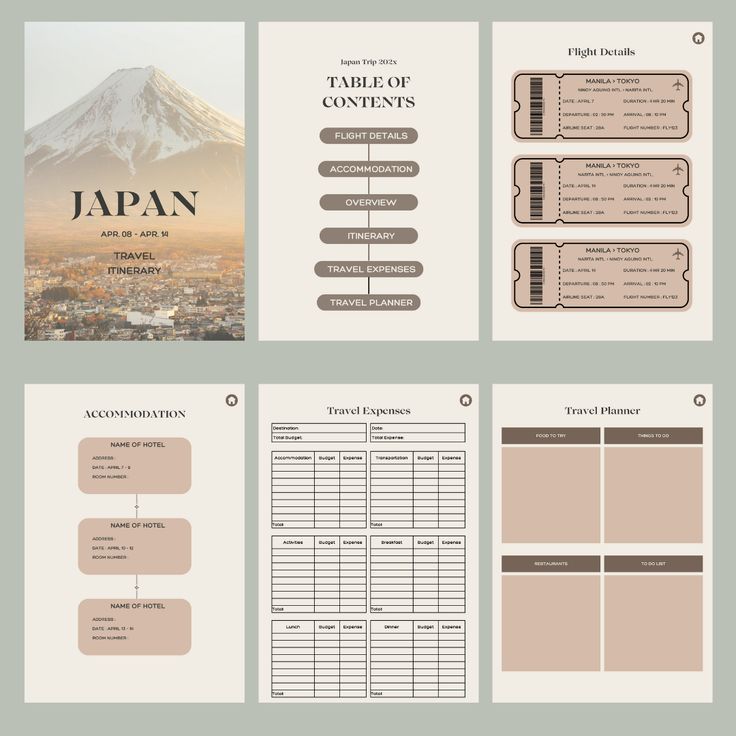 JAPAN
APR. 08 - APR. 14
TRAVEL
ITINERARY
Japan Trip 202x
TABLE OF
CONTENTS
FLIGHT DETAILS
ACCOMMODATION
OVERVIEW
ITINERARY
TRAVEL EXPENSES
TRAVEL PLANNER
Flight Details
MANILA > TOKYO
NINOY AQUINO INTL. > NARITA INTL.
DATE : APRIL 7 DURATION : 4 HR 20 MIN
DEPARTURE : 02 : 50 PM ARRIVAL : 08 : 10 PM
AIRLINE SEAT : 28A FLIGHT NUMBER : FLY123
MANILA > TOKYO
NARITA INTL. > NINOY AQUINO INTL.
DATE : APRIL 14 DURATION : 4 HR 20 MIN
DEPARTURE : 08 : 50 PM ARRIVAL : 02 : 10 PM
AIRLINE SEAT : 28A FLIGHT NUMBER : FLY123
MANILA > TOKYO
NARITA INTL. > NINOY AQUINO INTL.
DATE : APRIL 14 DURATION : 4 HR 20 MIN
DEPARTURE : 08 : 50 PM ARRIVAL : 02 : 10 PM
AIRLINE SEAT : 28A FLIGHT NUMBER : FLY123
ACCOMMODATION
NAME OF HOTEL
ADDRESS :
DATE : APRIL 7 - 9
ROOM NUMBER :
NAME OF HOTEL
ADDRESS :
DATE : APRIL 10 - 12
ROOM NUMBER :
NAME OF HOTEL
ADDRESS :
DATE : APRIL 13 - 14
ROOM NUMBER :
Travel Expenses
Destination: Date:
Total Budget: Total Expense:
Accommodation Budget Expense Transportation Budget Expense
Total: Total:
Activities Budget Expense Breakfast Budget Expense
Total: Total:
Lunch Budget Expense Dinner Budget Expense
Total: Total:
Travel Planner
FOOD TO TRY THINGS TO DO
RESTAURANTS TO DO LIST